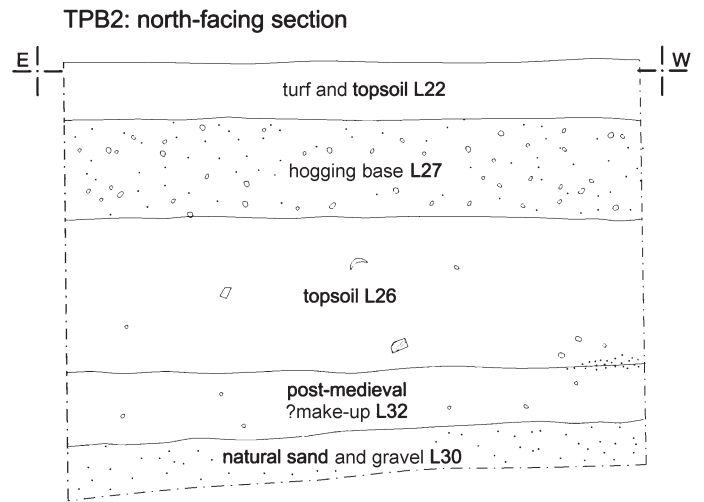 TPB2: north-facing section
E
W
turf and topsoil L22
hogging base L27
topsoil L26
post-medieval
?make-up L32
natural sand and gravel L30